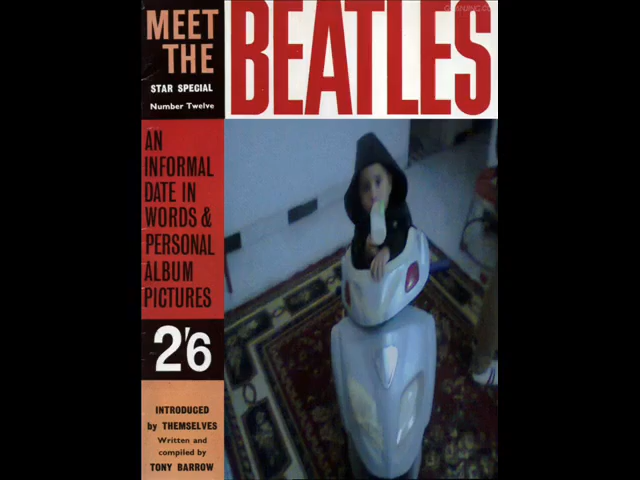 MEET
THE
BEATLES
STAR SPECIAL
Number Twelve
AN
INFORMAL
DATE IN
WORDS &
PERSONAL
ALBUM
PICTURES
2'6
INTRODUCED
by THEMSELVES
Written and
compiled by
TONY BARROW